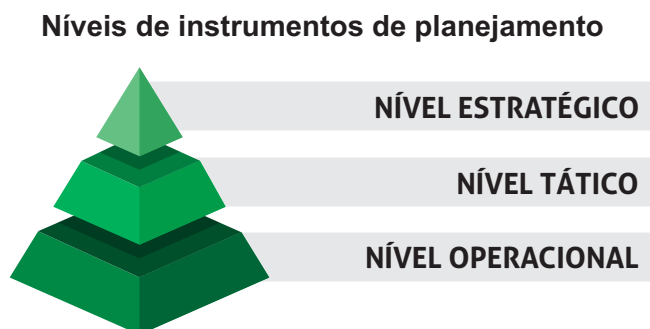 Níveis de instrumentos de planejamento
NÍVEL ESTRATÉGICO
NÍVEL TÁTICO
NÍVEL OPERACIONAL